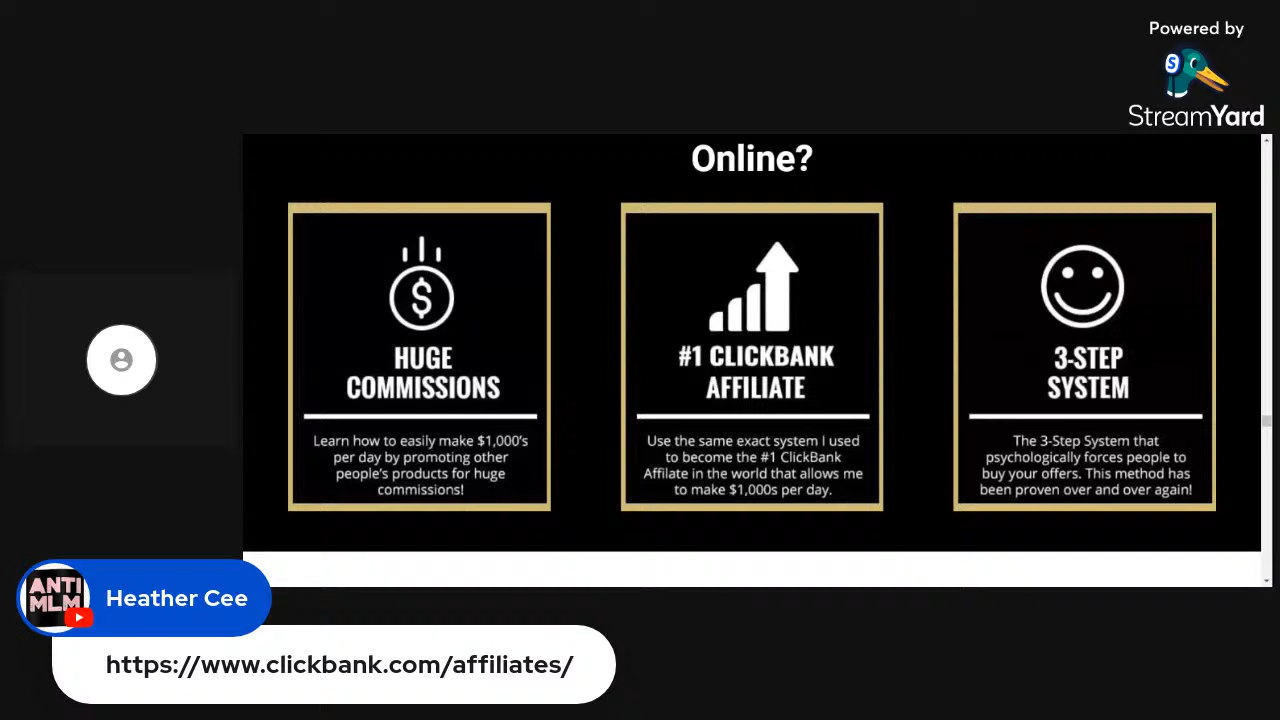 Powered by
S
StreamYard
Online?
$
HUGE
COMMISSIONS
Learn how to easily make $1,000's
per day by promoting other
people's products for huge
commissions!
#1 CLICKBANK
AFFILIATE
Use the same exact system I used
to become the #1 ClickBank
Affilate in the world that allows me
to make $1,000s per day.
3-STEP
SYSTEM
The 3-Step System that
psychologically forces people to
buy your offers. This method has
been proven over and over again!
ANTI
MLM
Heather Cee
https://www.clickbank.com/affiliates/